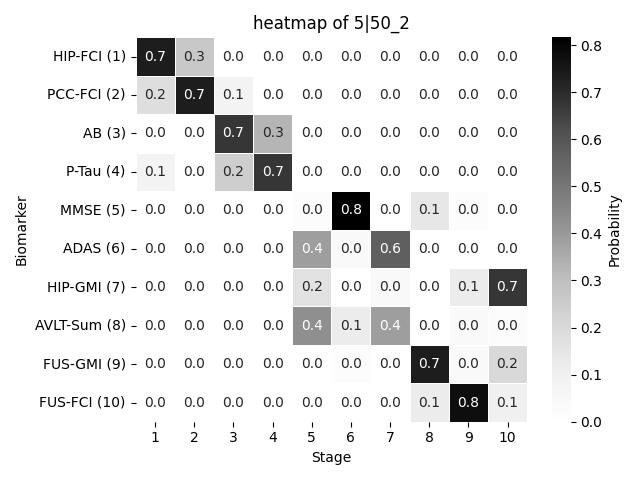 heatmap of 5|50_2
HIP-FCI (1) 0.7 0.3 0.0 0.0 0.0 0.0 0.0 0.0 0.0 0.0
PCC-FCI (2) 0.2 0.7 0.1 0.0 0.0 0.0 0.0 0.0 0.0 0.0
AB (3) 0.0 0.0 0.7 0.3 0.0 0.0 0.0 0.0 0.0 0.0
P-Tau (4) 0.1 0.0 0.2 0.7 0.0 0.0 0.0 0.0 0.0 0.0
MMSE (5) 0.0 0.0 0.0 0.0 0.0 0.8 0.0 0.1 0.0 0.0
ADAS (6) 0.0 0.0 0.0 0.0 0.4 0.0 0.6 0.0 0.0 0.0
HIP-GMI (7) 0.0 0.0 0.0 0.0 0.2 0.0 0.0 0.0 0.1 0.7
AVLT-Sum (8) 0.0 0.0 0.0 0.0 0.4 0.1 0.4 0.0 0.0 0.0
FUS-GMI (9) 0.0 0.0 0.0 0.0 0.0 0.0 0.0 0.7 0.0 0.2
FUS-FCI (10) 0.0 0.0 0.0 0.0 0.0 0.0 0.0 0.1 0.8 0.1
1 2 3 4 5 6 7 8 9 10
Stage
Biomarker
0.8
0.7
0.6
0.5
0.4
0.3
0.2
0.1
0.0
Probability